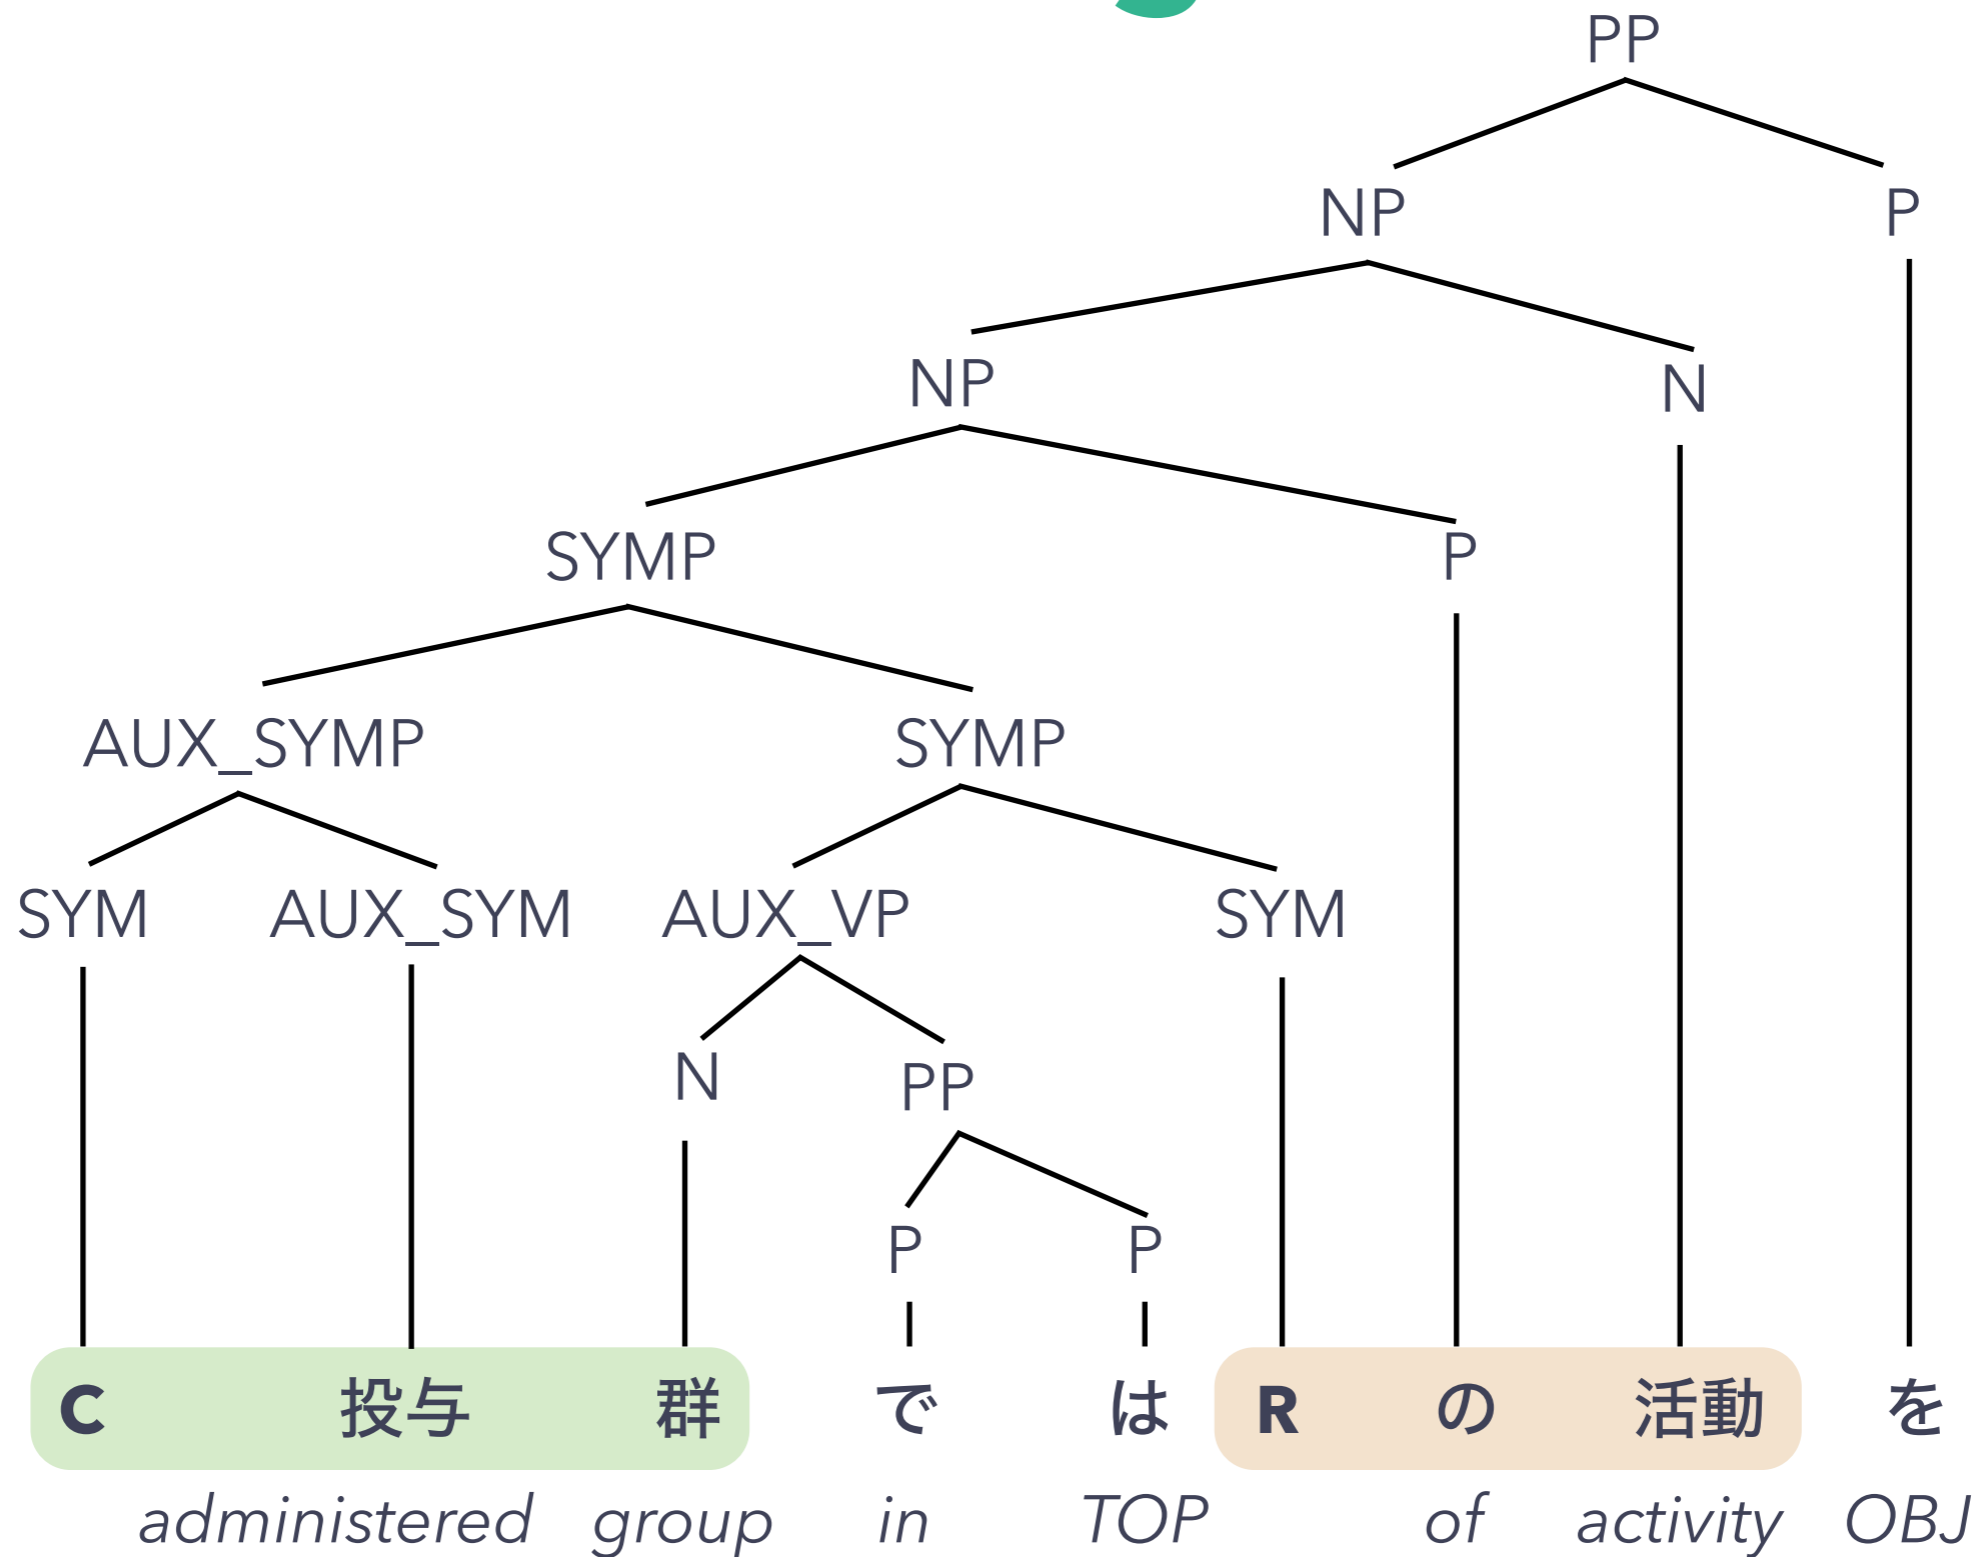 PP
NP P
NP N
SYMP P
AUX_SYMP SYMP
SYM AUX_SYM AUX_VP SYM
N PP
P P
C 投与 群 で は R の 活動 を
administered group in TOP of activity OBJ